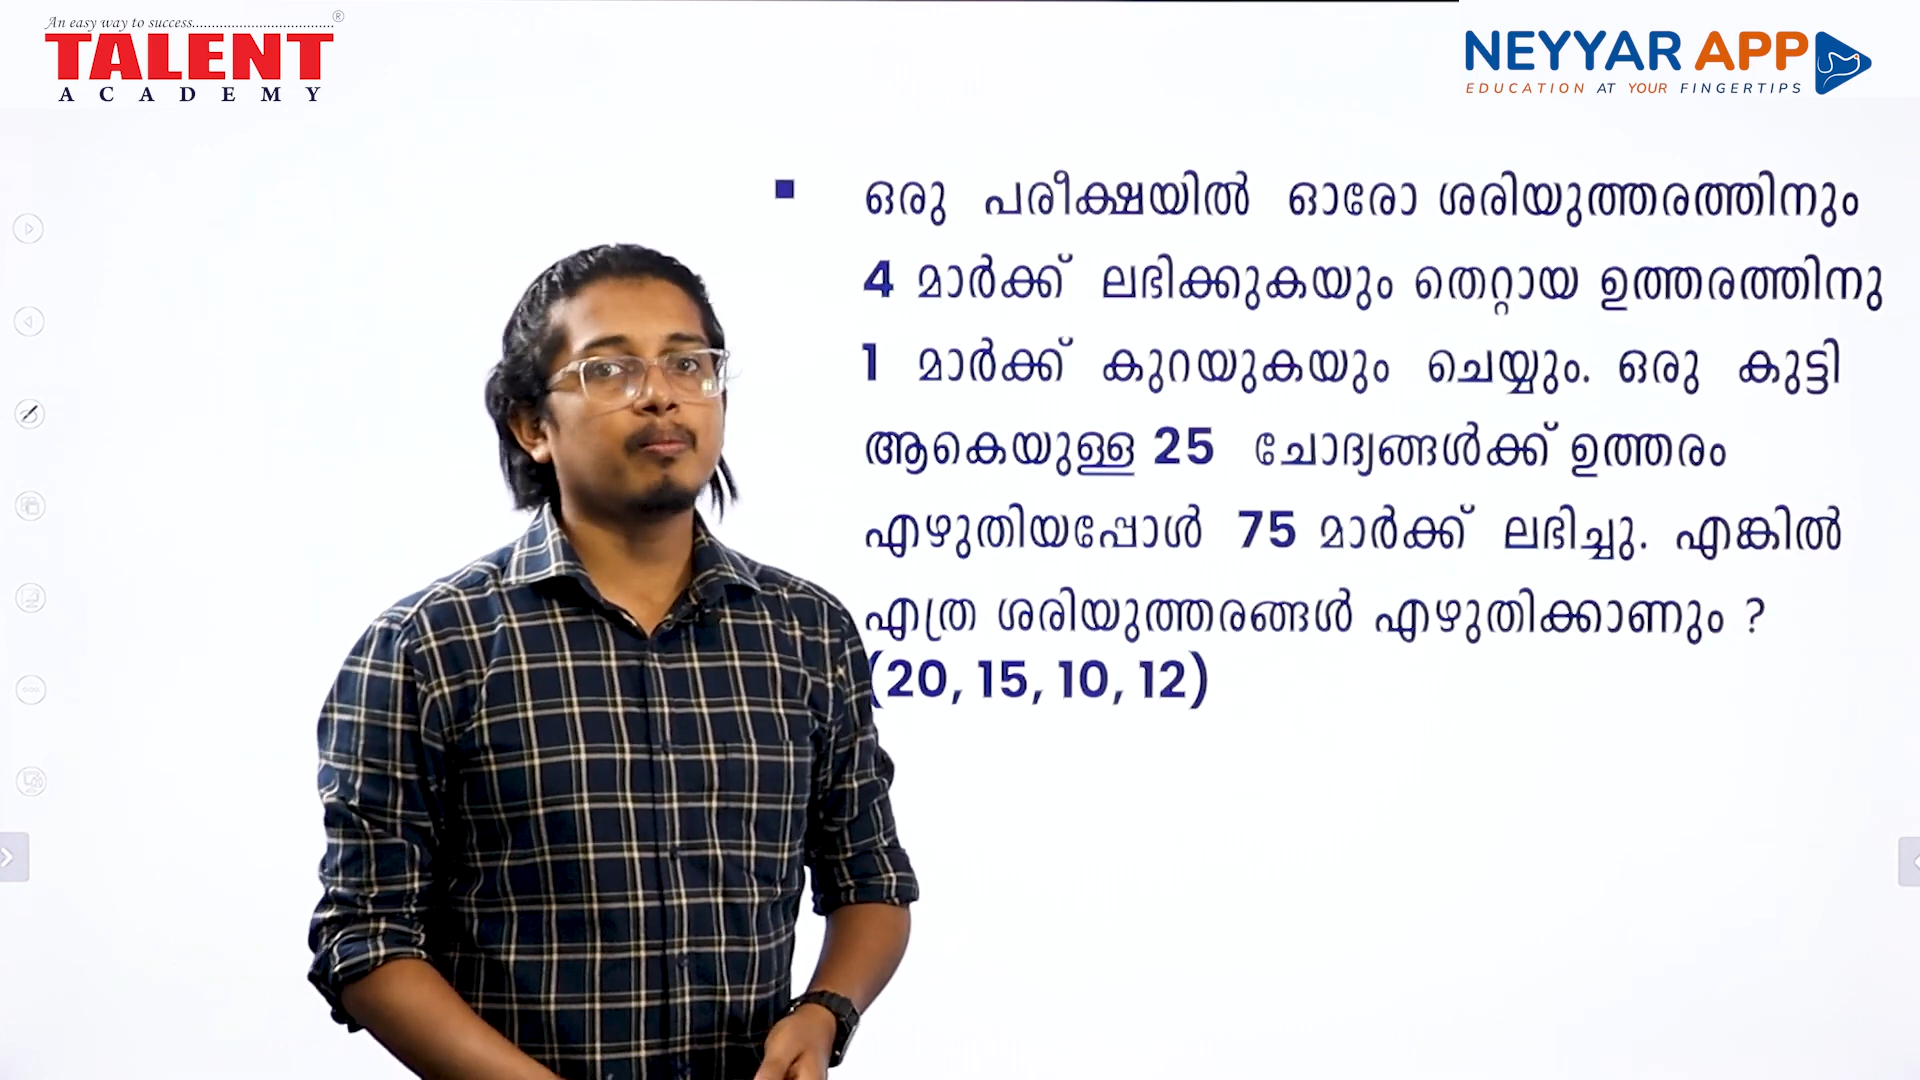 An easy way to success....................................®
TALENT
ACADEMY
NEYYAR APP
EDUCATION AT YOUR FINGERTIPS
▪ ഒരു പരീക്ഷയിൽ ഓരോ ശരിയുത്തരത്തിനും
4 മാർക്ക് ലഭിക്കുകയും തെറ്റായ ഉത്തരത്തിനു
1 മാർക്ക് കുറയുകയും ചെയ്യും. ഒരു കുട്ടി
ആകെയുള്ള 25 ചോദ്യങ്ങൾക്ക് ഉത്തരം
എഴുതിയപ്പോൾ 75 മാർക്ക് ലഭിച്ചു. എങ്കിൽ
എത്ര ശരിയുത്തരങ്ങൾ എഴുതിക്കാണും ?
(20, 15, 10, 12)